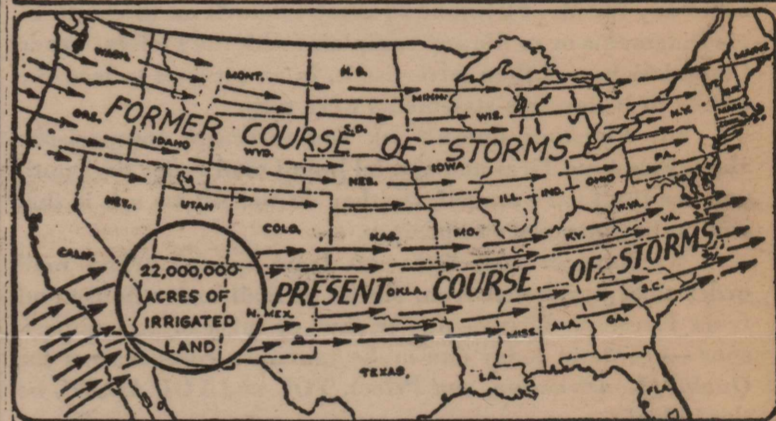 WASH.
MONT.
N.D.
MINN.
WIS.
MAINE
ORE.
IDAHO
FORMER COURSE OF STORMS
S.D.
WYO.
IOWA
N.Y.
PA.
NEB.
ILL.
IND.
OHIO
NEV.
UTAH
COLO.
KAS.
MO.
KY.
W.VA.
VA.
CALIF.
22,000,000
ACRES OF
IRRIGATED
LAND
PRESENT COURSE OF STORMS
OKLA.
N. MEX.
S.C.
MISS.
ALA.
GA.
TEXAS.
LA.
FLA.